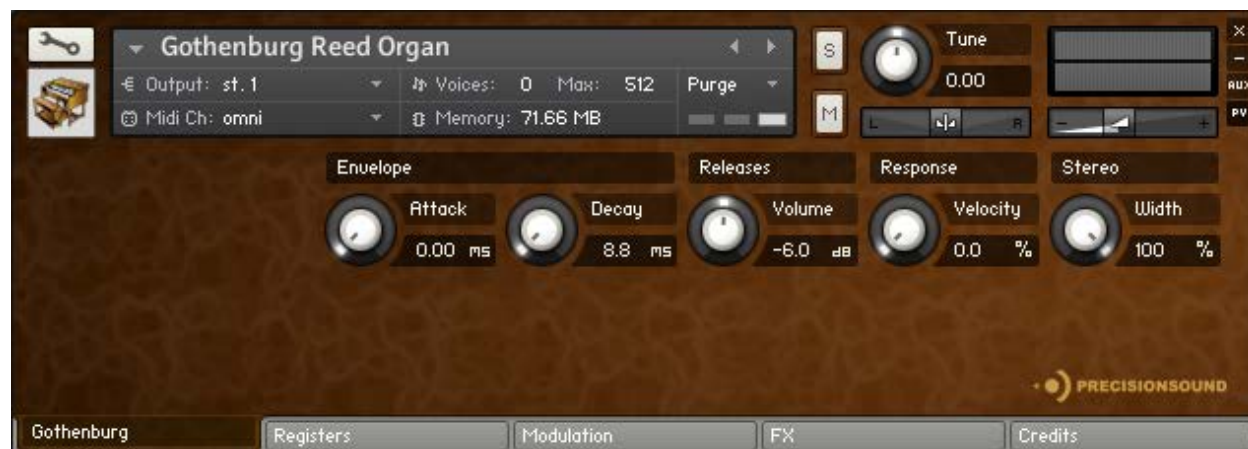 Gothenburg Reed Organ
S
Tune
×
Output: st. 1
Voices: 0 Max: 512
Purge
0.00
AUX
Midi Ch: omni
Memory: 71.66 MB
M
L R
- +
PV
Envelope
Releases
Response
Stereo
Attack
Decay
Volume
Velocity
Width
0.00 ms
8.8 ms
-6.0 dB
0.0 %
100 %
PRECISIONSOUND
Gothenburg
Registers
Modulation
FX
Credits